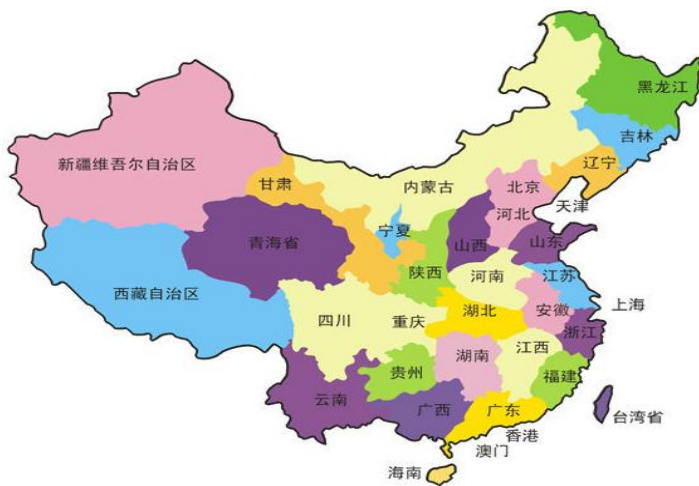 黑龙江
吉林
辽宁
新疆维吾尔自治区
甘肃
内蒙古
北京
天津
河北
宁夏
山西
山东
青海省
陕西
河南
江苏
西藏自治区
上海
四川
重庆
湖北
安徽
浙江
湖南
江西
贵州
福建
云南
广西
广东
台湾省
香港
澳门
海南